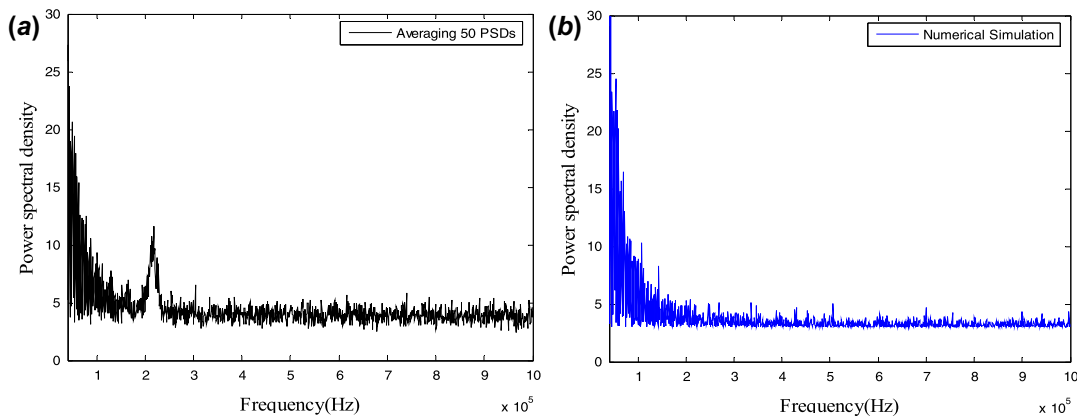 (a)
Averaging 50 PSDs
30
25
20
15
10
5
0
Power spectral density
1 2 3 4 5 6 7 8 9 10
Frequency(Hz)
x 10^5
(b)
Numerical Simulation
30
25
20
15
10
5
0
Power spectral density
1 2 3 4 5 6 7 8 9 10
Frequency(Hz)
x 10^5